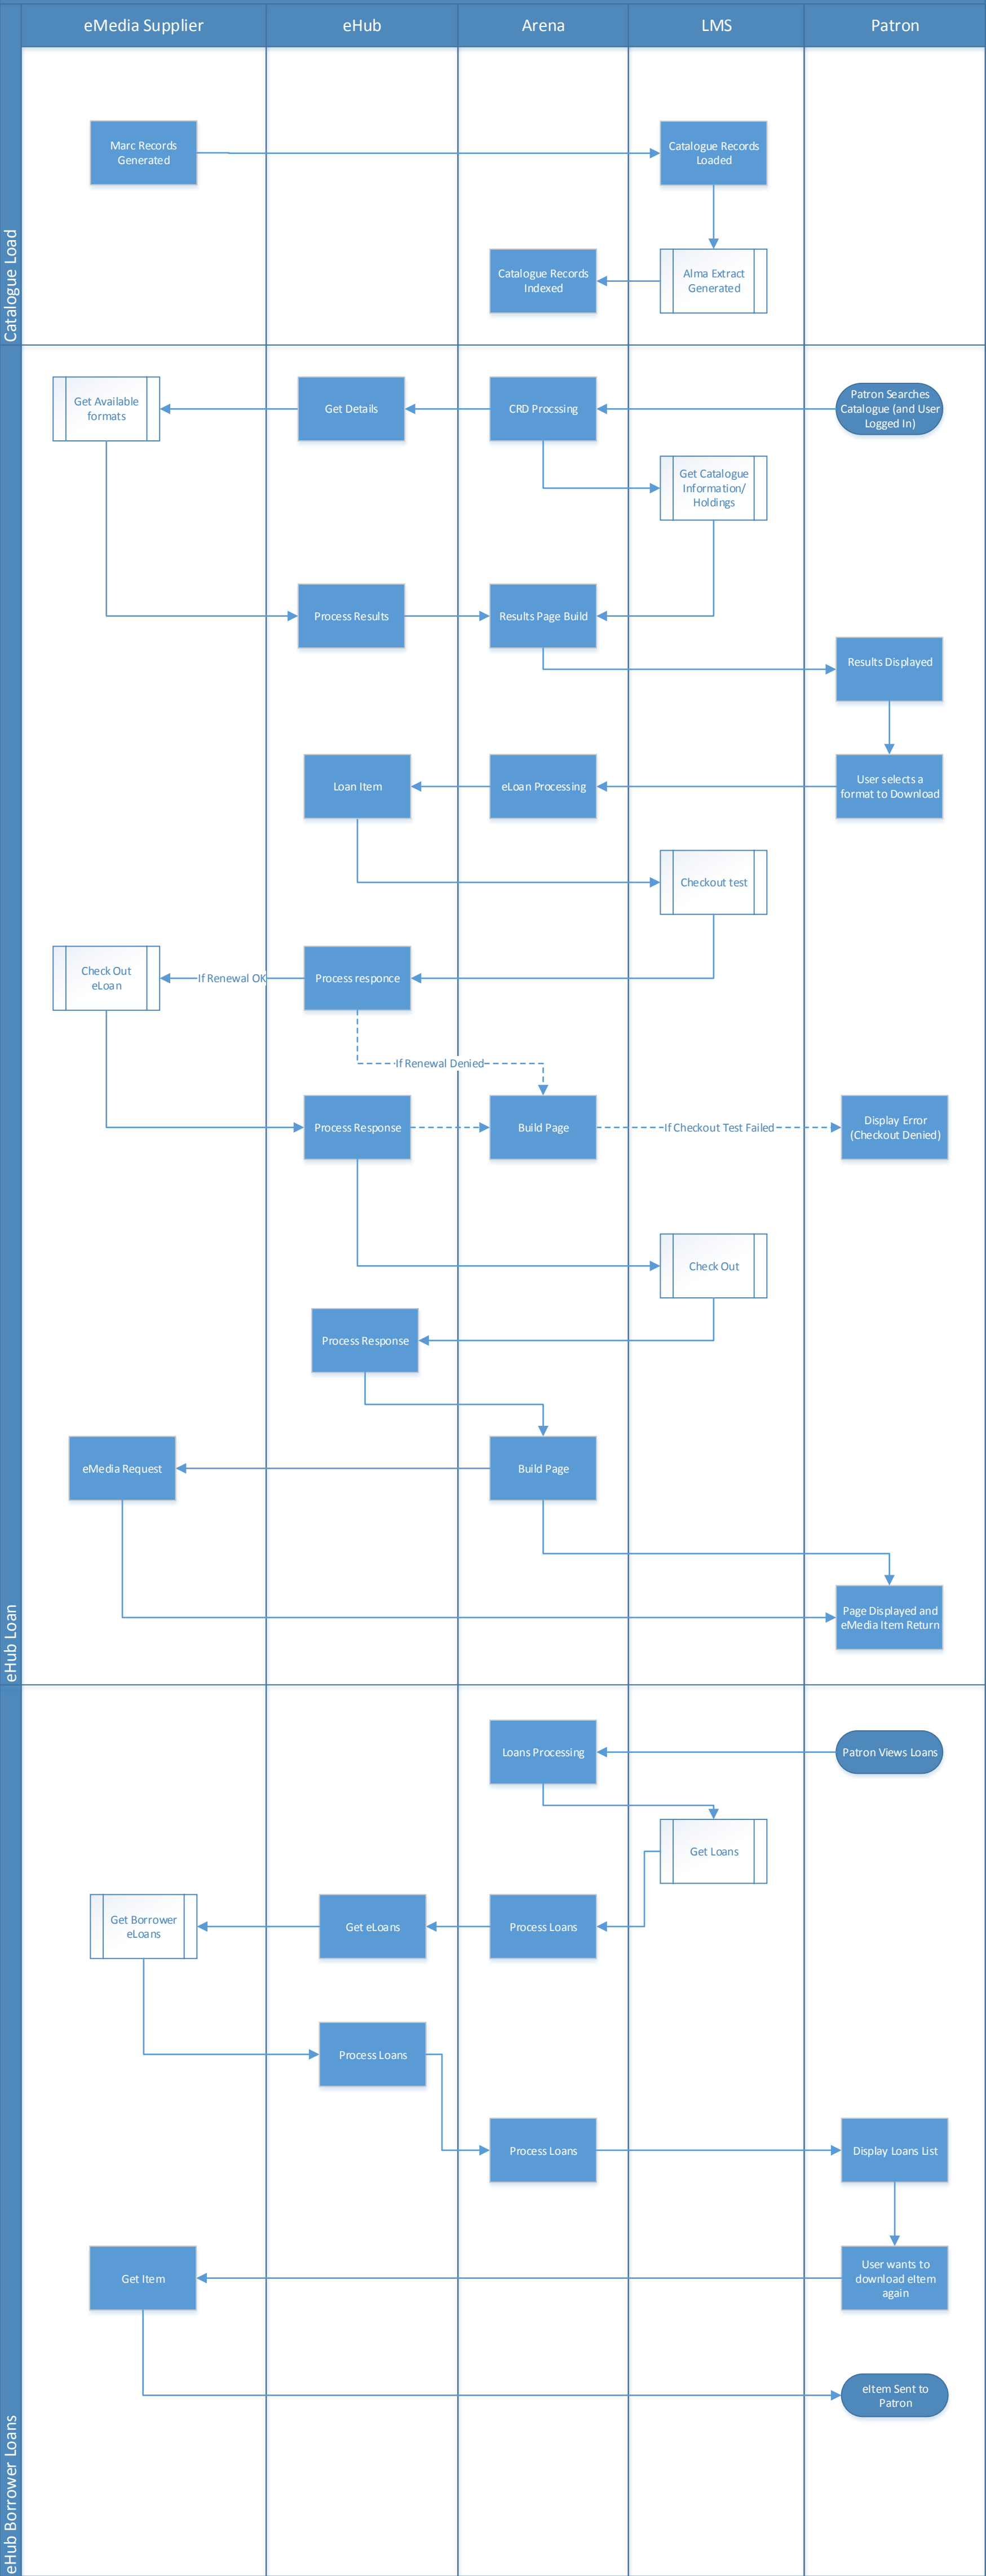 eMedia Supplier
eHub
Arena
LMS
Patron
Catalogue Load
Marc Records
Generated
Catalogue Records
Loaded
Catalogue Records
Indexed
Alma Extract
Generated
eHub Loan
Get Available
formats
Get Details
CRD Procssing
Patron Searches
Catalogue (and User
Logged In)
Get Catalogue
Information/
Holdings
Process Results
Results Page Build
Results Displayed
Loan Item
eLoan Processing
User selects a
format to Download
Checkout test
Check Out
eLoan
If Renewal OK
Process responce
If Renewal Denied
Process Response
Build Page
If Checkout Test Failed
Display Error
(Checkout Denied)
Check Out
Process Response
eMedia Request
Build Page
Page Displayed and
eMedia Item Return
eHub Borrower Loans
Loans Processing
Patron Views Loans
Get Loans
Get Borrower
eLoans
Get eLoans
Process Loans
Process Loans
Process Loans
Display Loans List
Get Item
User wants to
download eItem
again
eItem Sent to
Patron